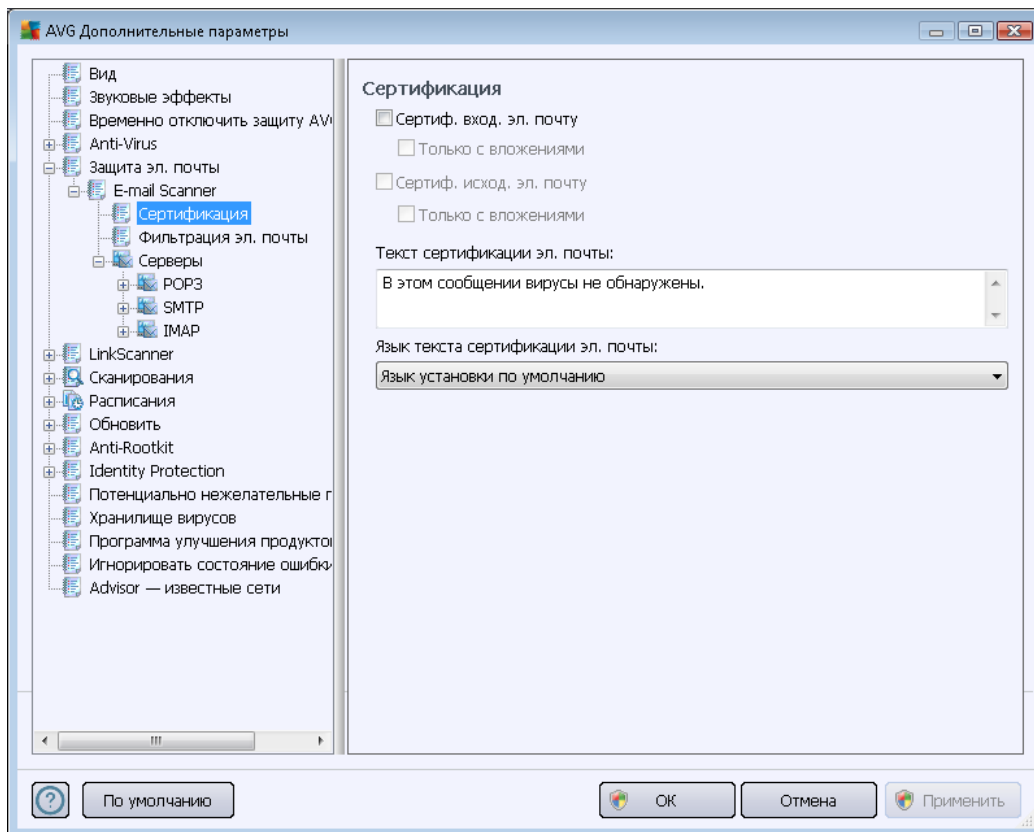 AVG Дополнительные параметры
Вид
Звуковые эффекты
Временно отключить защиту AV
Anti-Virus
Защита эл. почты
E-mail Scanner
Сертификация
Фильтрация эл. почты
Серверы
POP3
SMTP
IMAP
LinkScanner
Сканирования
Расписания
Обновить
Anti-Rootkit
Identity Protection
Потенциально нежелательные г
Хранилище вирусов
Программа улучшения продукто
Игнорировать состояние ошибки
Advisor — известные сети
Сертификация
Сертиф. вход. эл. почту
Только с вложениями
Сертиф. исход. эл. почту
Только с вложениями
Текст сертификации эл. почты:
В этом сообщении вирусы не обнаружены.
Язык текста сертификации эл. почты:
Язык установки по умолчанию
По умолчанию
ОК
Отмена
Применить